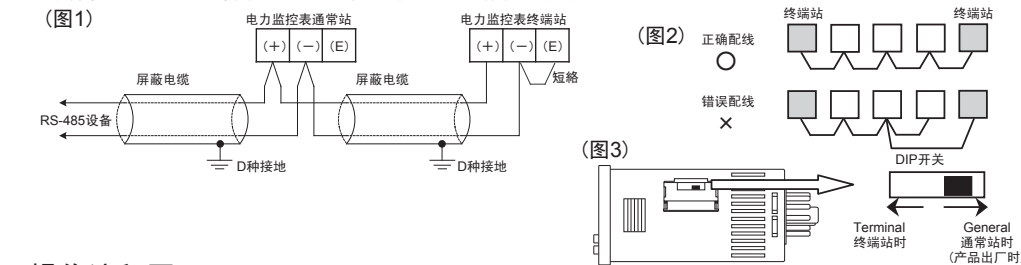 (图1)
电力监控表通常站
(+) (−) (E)
电力监控表终端站
(+) (−) (E)
短絡
屏蔽电缆
屏蔽电缆
RS-485设备
D种接地
D种接地
(图2)
正确配线
○
终端站
终端站
错误配线
×
(图3)
DIP开关
Terminal
终端站时
General
通常站时
(产品出厂时